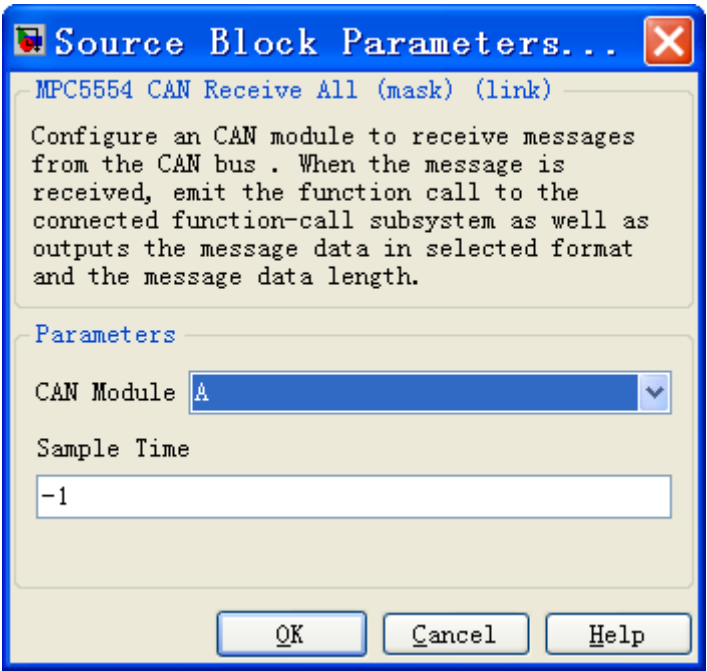 Source Block Parameters...
MPC5554 CAN Receive All (mask) (link)
Configure an CAN module to receive messages
from the CAN bus . When the message is
received, emit the function call to the
connected function-call subsystem as well as
outputs the message data in selected format
and the message data length.
Parameters
CAN Module A
Sample Time
-1
OK Cancel Help